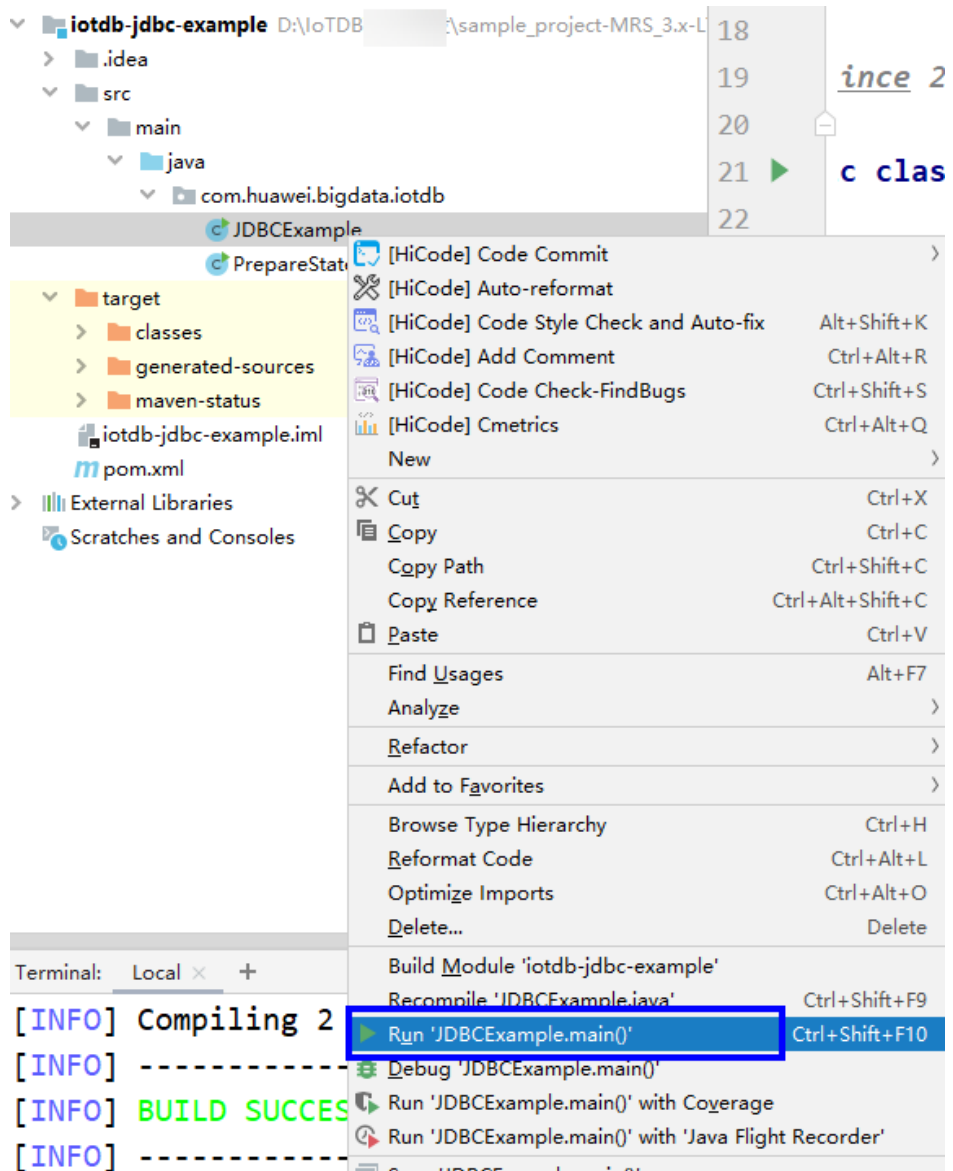 iotdb-jdbc-example D:\IoTDB \sample_project-MRS_3.x-L
.idea
src
main
java
com.huawei.bigdata.iotdb
JDBCExample
PrepareState
target
classes
generated-sources
maven-status
iotdb-jdbc-example.iml
pom.xml
External Libraries
Scratches and Consoles
18
19 ince 2
20
21 c clas
22
[HiCode] Code Commit
[HiCode] Auto-reformat
[HiCode] Code Style Check and Auto-fix Alt+Shift+K
[HiCode] Add Comment Ctrl+Alt+R
[HiCode] Code Check-FindBugs Ctrl+Shift+S
[HiCode] Cmetrics Ctrl+Alt+Q
New
Cut Ctrl+X
Copy Ctrl+C
Copy Path Ctrl+Shift+C
Copy Reference Ctrl+Alt+Shift+C
Paste Ctrl+V
Find Usages Alt+F7
Analyze
Refactor
Add to Favorites
Browse Type Hierarchy Ctrl+H
Reformat Code Ctrl+Alt+L
Optimize Imports Ctrl+Alt+O
Delete... Delete
Build Module 'iotdb-jdbc-example'
Recompile 'JDBCExample.java' Ctrl+Shift+F9
Run 'JDBCExample.main()' Ctrl+Shift+F10
Debug 'JDBCExample.main()'
Run 'JDBCExample.main()' with Coverage
Run 'JDBCExample.main()' with 'Java Flight Recorder'
Terminal: Local × +
[INFO] Compiling 2
[INFO] ------------
[INFO] BUILD SUCCES
[INFO] ------------